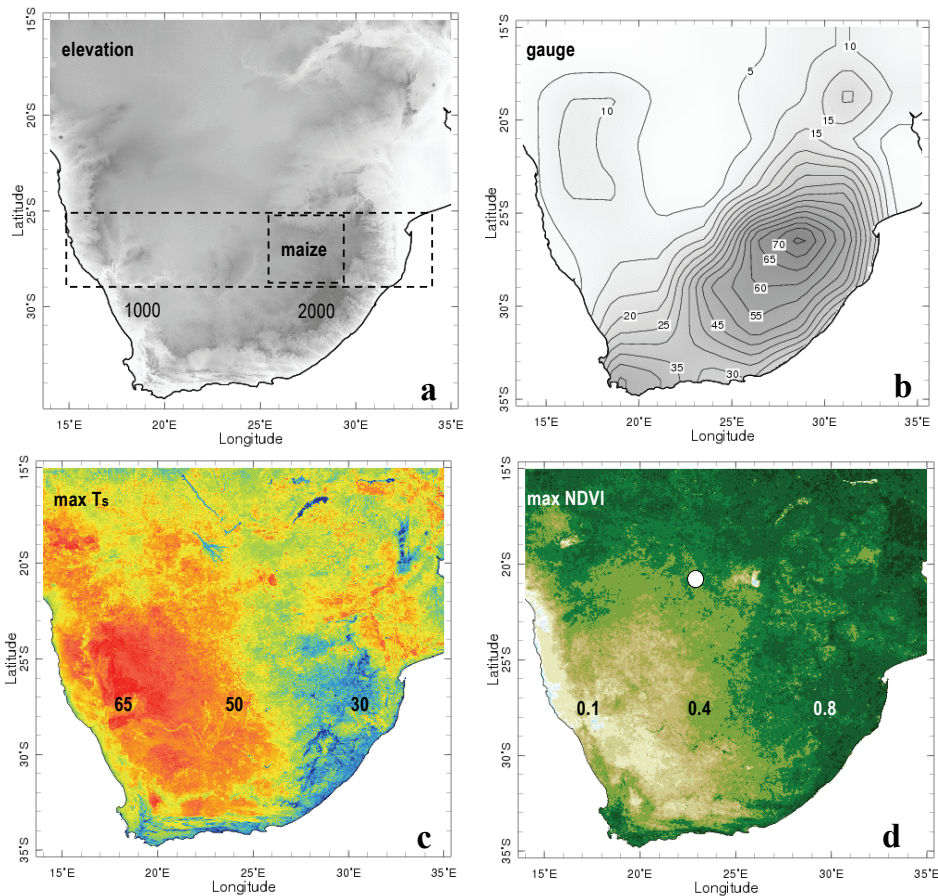 elevation
maize
1000
2000
a
15°S
20°S
25°S
30°S
35°S
Latitude
15°E
20°E
25°E
30°E
35°E
Longitude
gauge
10
5
10
15
15
70
65
60
55
45
20
25
35
30
b
15°S
20°S
25°S
30°S
35°S
Latitude
15°E
20°E
25°E
30°E
35°E
Longitude
max Ts
65
50
30
c
15°S
20°S
25°S
30°S
35°S
Latitude
15°E
20°E
25°E
30°E
35°E
Longitude
max NDVI
0.1
0.4
0.8
d
15°S
20°S
25°S
30°S
35°S
Latitude
15°E
20°E
25°E
30°E
35°E
Longitude